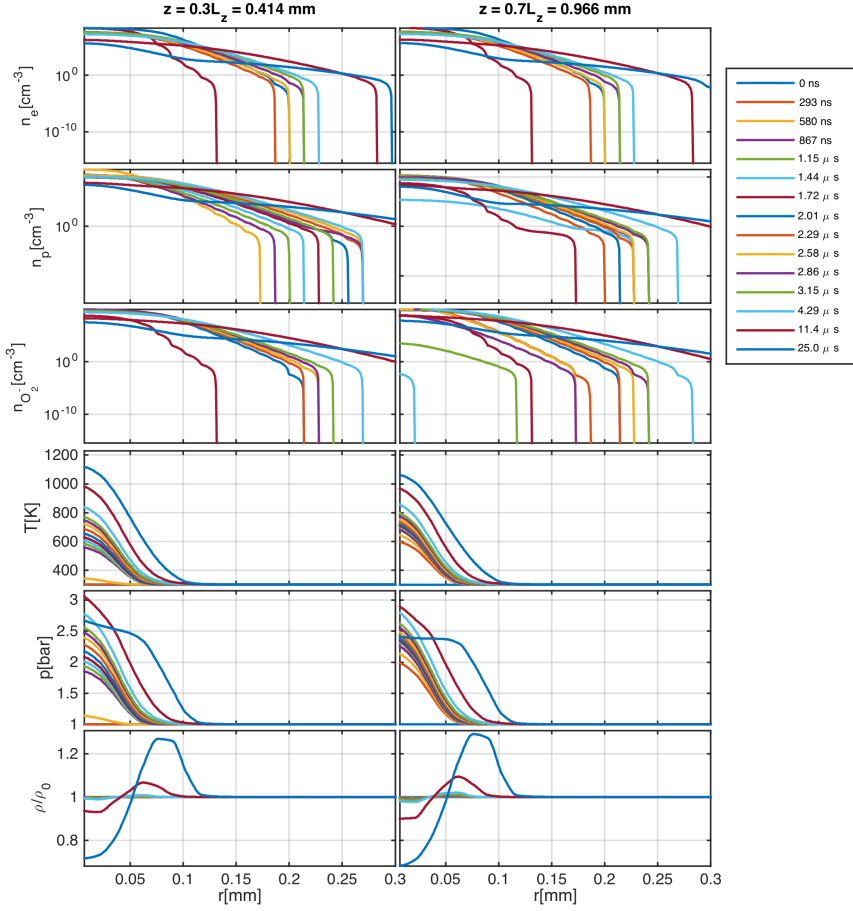 z = 0.3L_z = 0.414 mm
z = 0.7L_z = 0.966 mm
n_e[cm^-3]
10^0
10^-10
n_p[cm^-3]
10^0
n_O_2^-[cm^-3]
10^0
10^-10
T[K]
1200
1000
800
600
400
p[bar]
3
2.5
2
1.5
1
ρ/ρ_0
1.2
1
0.8
0.05 0.1 0.15 0.2 0.25 0.3
0.05 0.1 0.15 0.2 0.25 0.3
r[mm]
r[mm]
0 ns
293 ns
580 ns
867 ns
1.15 μ s
1.44 μ s
1.72 μ s
2.01 μ s
2.29 μ s
2.58 μ s
2.86 μ s
3.15 μ s
4.29 μ s
11.4 μ s
25.0 μ s